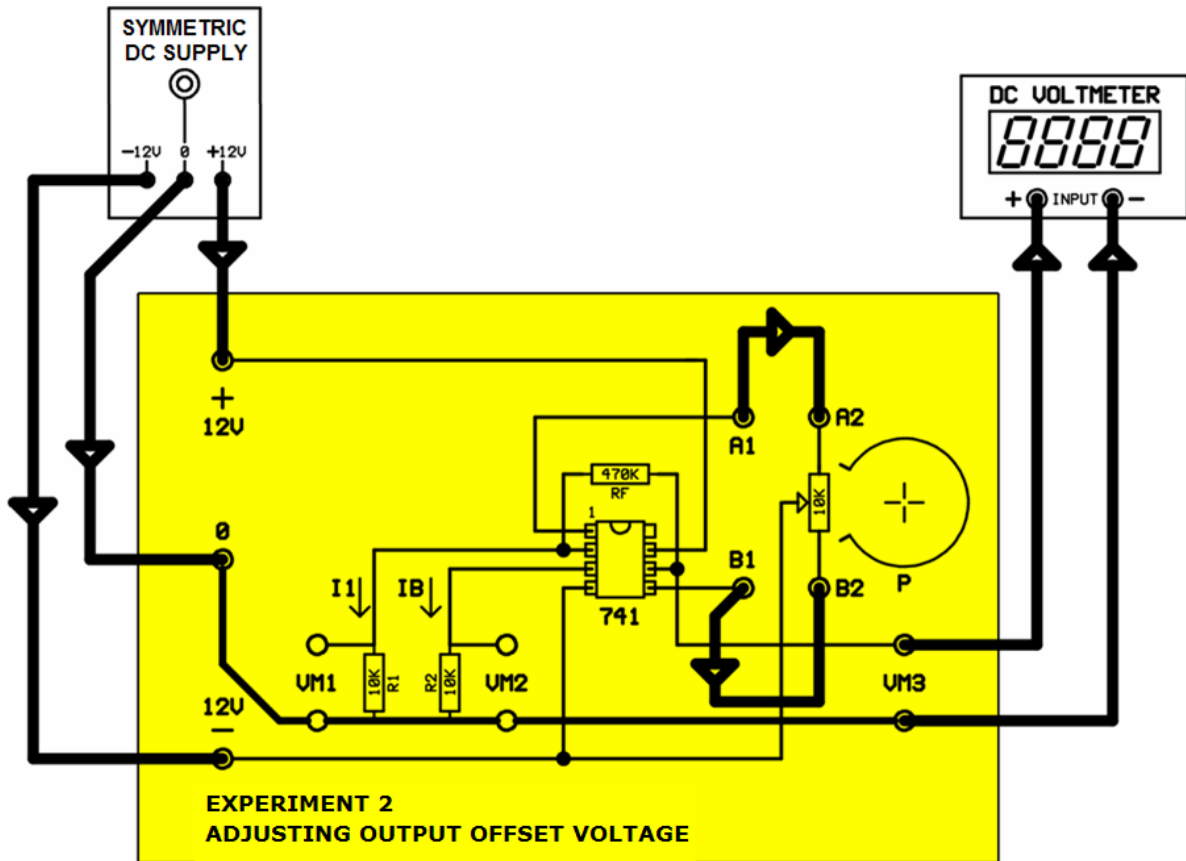 SYMMETRIC
DC SUPPLY
-12V 0 +12V
DC VOLTMETER
8888
+ INPUT -
+
12V
A1
A2
470K
RF
1
10K
0
B1
B2
P
I1
IB
741
VM1
10K
R1
R2
10K
VM2
VM3
12V
-
EXPERIMENT 2
ADJUSTING OUTPUT OFFSET VOLTAGE